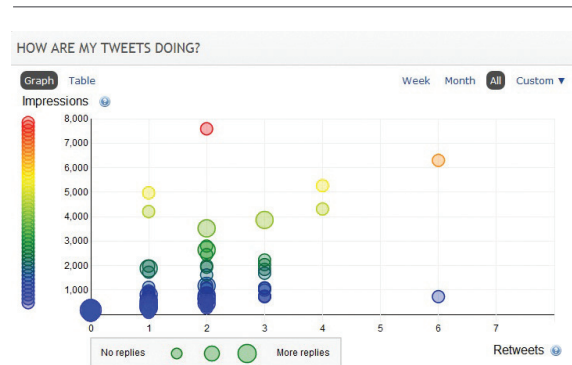 HOW ARE MY TWEETS DOING?
Graph Table Week Month All Custom ▼
Impressions
8,000
7,000
6,000
5,000
4,000
3,000
2,000
1,000
0 1 2 3 4 5 6 7
No replies More replies Retweets